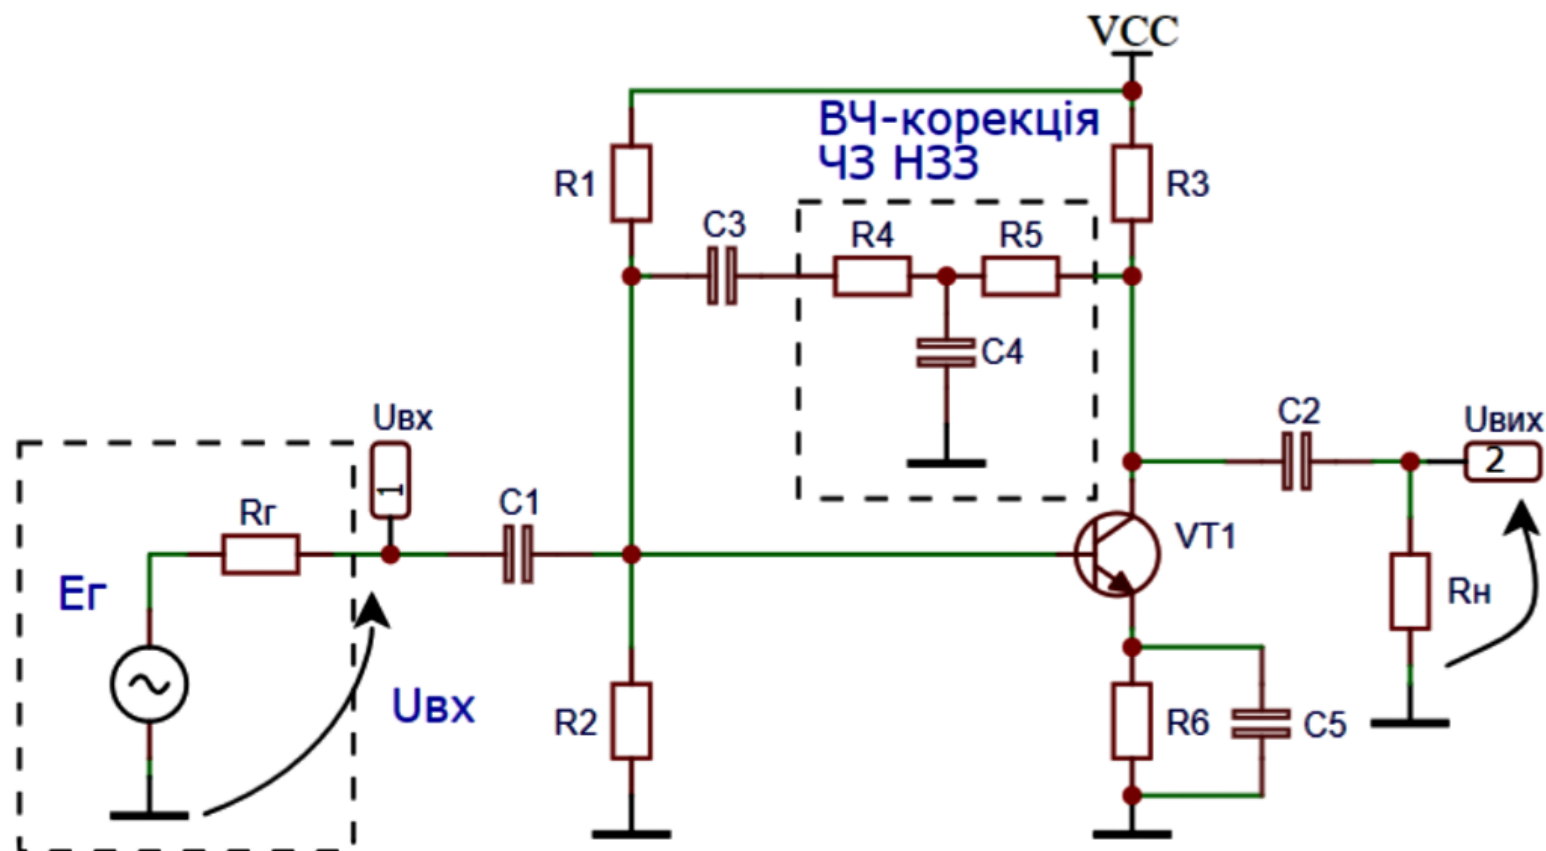 VCC
ВЧ-корекція
ЧЗ НЗЗ
R1
R3
C3
R4
R5
C4
Uвх
1
C2
Uвих
2
Rг
C1
VT1
Eг
Rн
Uвх
R2
R6
C5